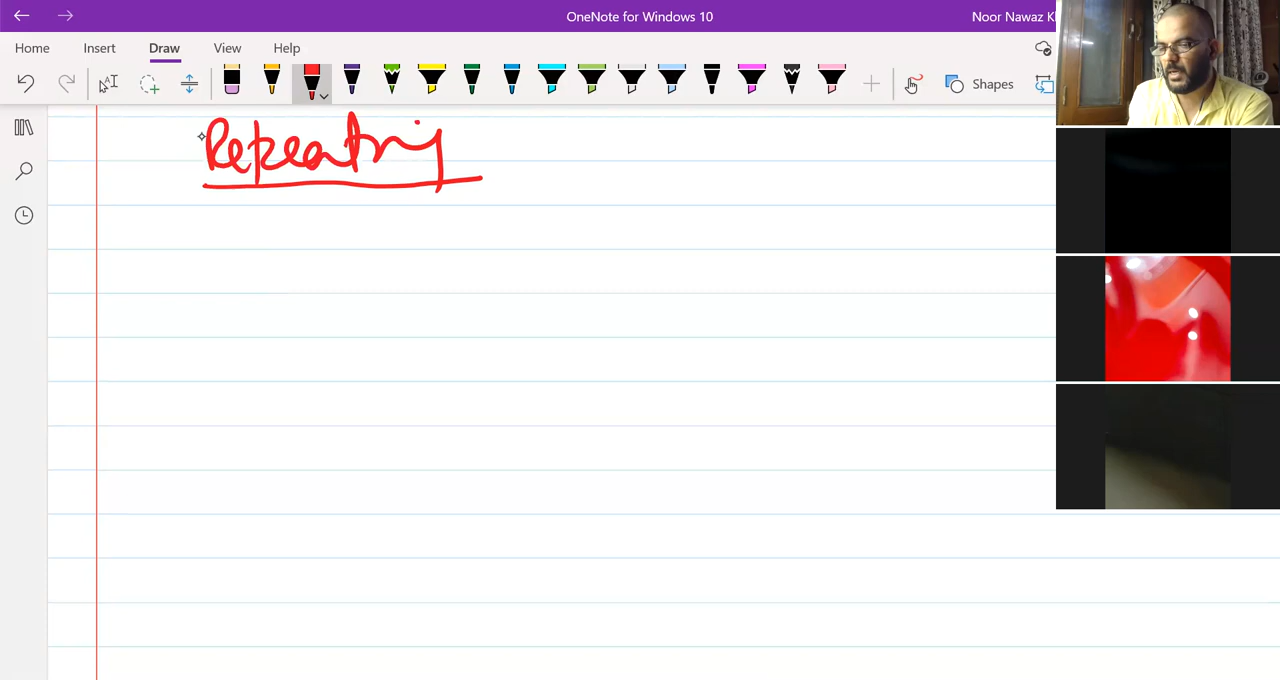 OneNote for Windows 10
Noor Nawaz
Home Insert Draw View Help
Shapes
Repeating